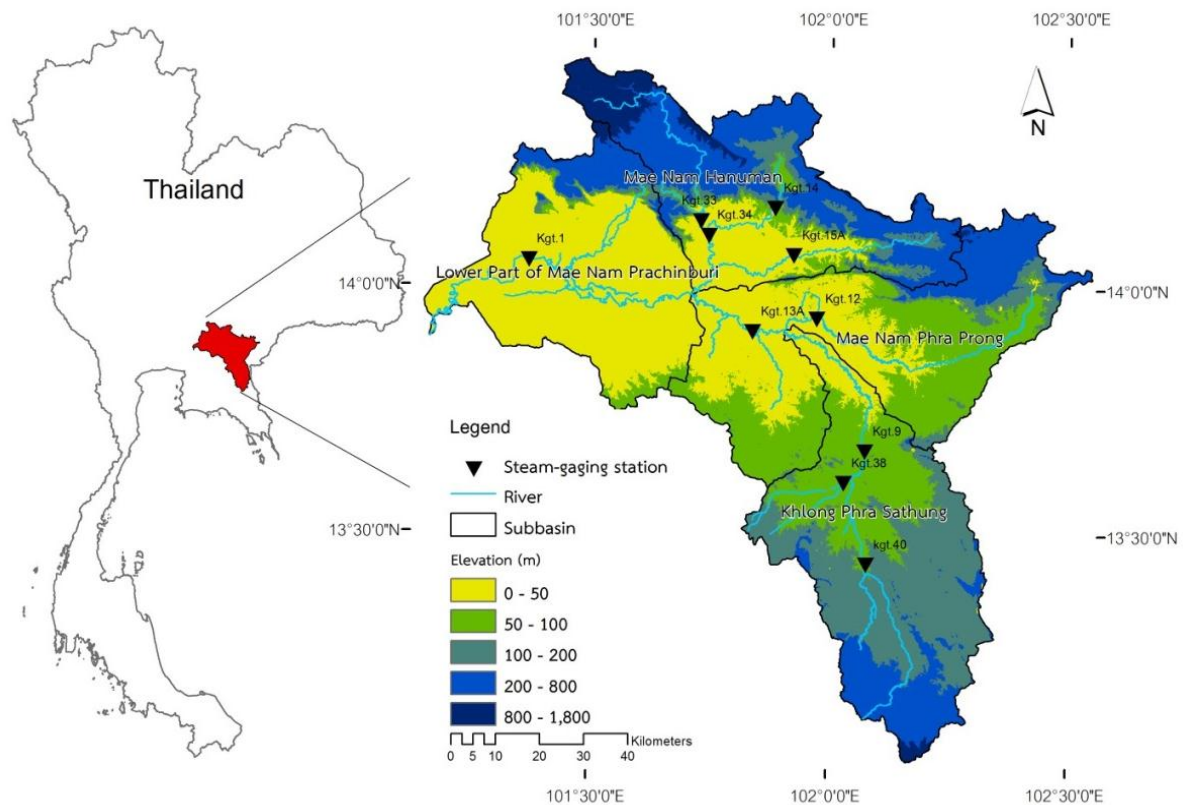 101°30'0"E
102°0'0"E
102°30'0"E
N
Thailand
Mae Nam Hanuman
Kgt.14
Kgt.33
Kgt.34
Kgt.1
Kgt.15A
Lower Part of Mae Nam Prachinburi
14°0'0"N
14°0'0"N
Kgt.12
Kgt.13A
Mae Nam Phra Prong
Legend
Kgt.9
Steam-gaging station
Kgt.38
River
Khlong Phra Sathung
13°30'0"N
Subbasin
13°30'0"N
Elevation (m)
kgt.40
0 - 50
50 - 100
100 - 200
200 - 800
800 - 1,800
Kilometers
0 5 10 20 30 40
101°30'0"E
102°0'0"E
102°30'0"E